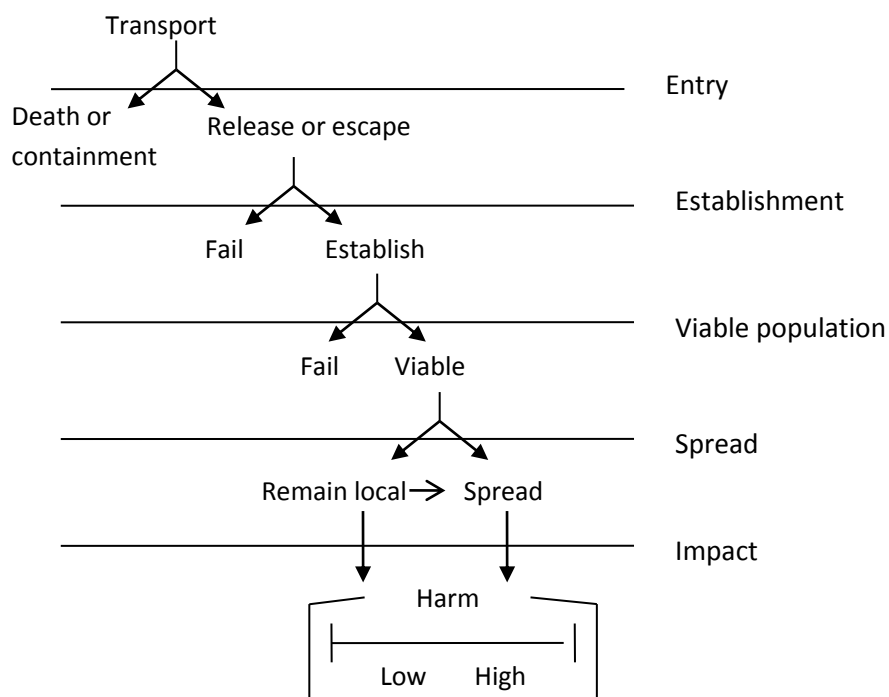 Transport
Entry
Death or
containment
Release or escape
Establishment
Fail
Establish
Viable population
Fail
Viable
Spread
Remain local
Spread
Impact
Harm
Low
High